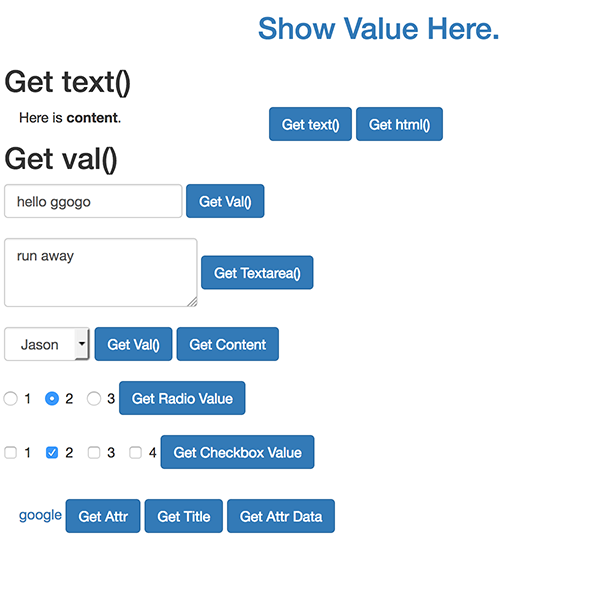 Show Value Here.
Get text()
Here is content. Get text() Get html()
Get val()
hello ggogo Get Val()
run away Get Textarea()
Jason Get Val() Get Content
1 2 3 Get Radio Value
1 2 3 4 Get Checkbox Value
google Get Attr Get Title Get Attr Data